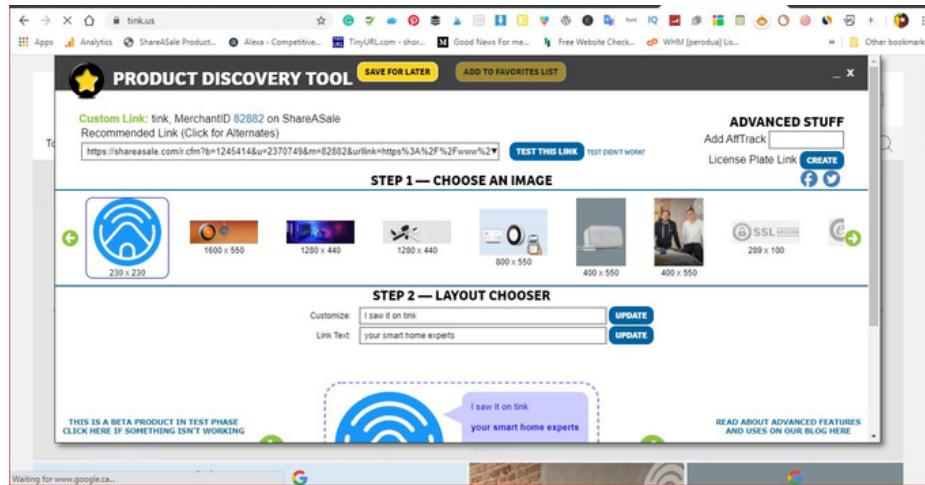 tink.us
Apps Analytics ShareASale Product... Alexa - Competitive... TinyURL.com - shor... Good News For me... Free Website Check... WHM [perodua] Lis... » Other bookmark
PRODUCT DISCOVERY TOOL SAVE FOR LATER ADD TO FAVORITES LIST _ X
Custom Link: tink, MerchantID 82882 on ShareASale
Recommended Link (Click for Alternates)
https://shareasale.com/r.cfm?b=1245414&u=2370749&m=82882&urllink=https%3A%2F%2Fwww%2 TEST THIS LINK TEST DIDN'T WORK?
ADVANCED STUFF
Add AffTrack
License Plate Link CREATE
STEP 1 — CHOOSE AN IMAGE
SSL SECURE
230 x 230 1600 x 550 1280 x 440 1280 x 440 800 x 550 400 x 550 400 x 550 289 x 100
STEP 2 — LAYOUT CHOOSER
Customize: I saw it on tink UPDATE
Link Text: your smart home experts UPDATE
I saw it on tink
your smart home experts
THIS IS A BETA PRODUCT IN TEST PHASE
CLICK HERE IF SOMETHING ISN'T WORKING
READ ABOUT ADVANCED FEATURES
AND USES ON OUR BLOG HERE
Waiting for www.google.ca...